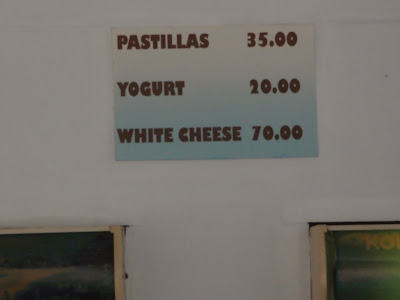 PASTILLAS 35.00
YOGURT 20.00
WHITE CHEESE 70.00